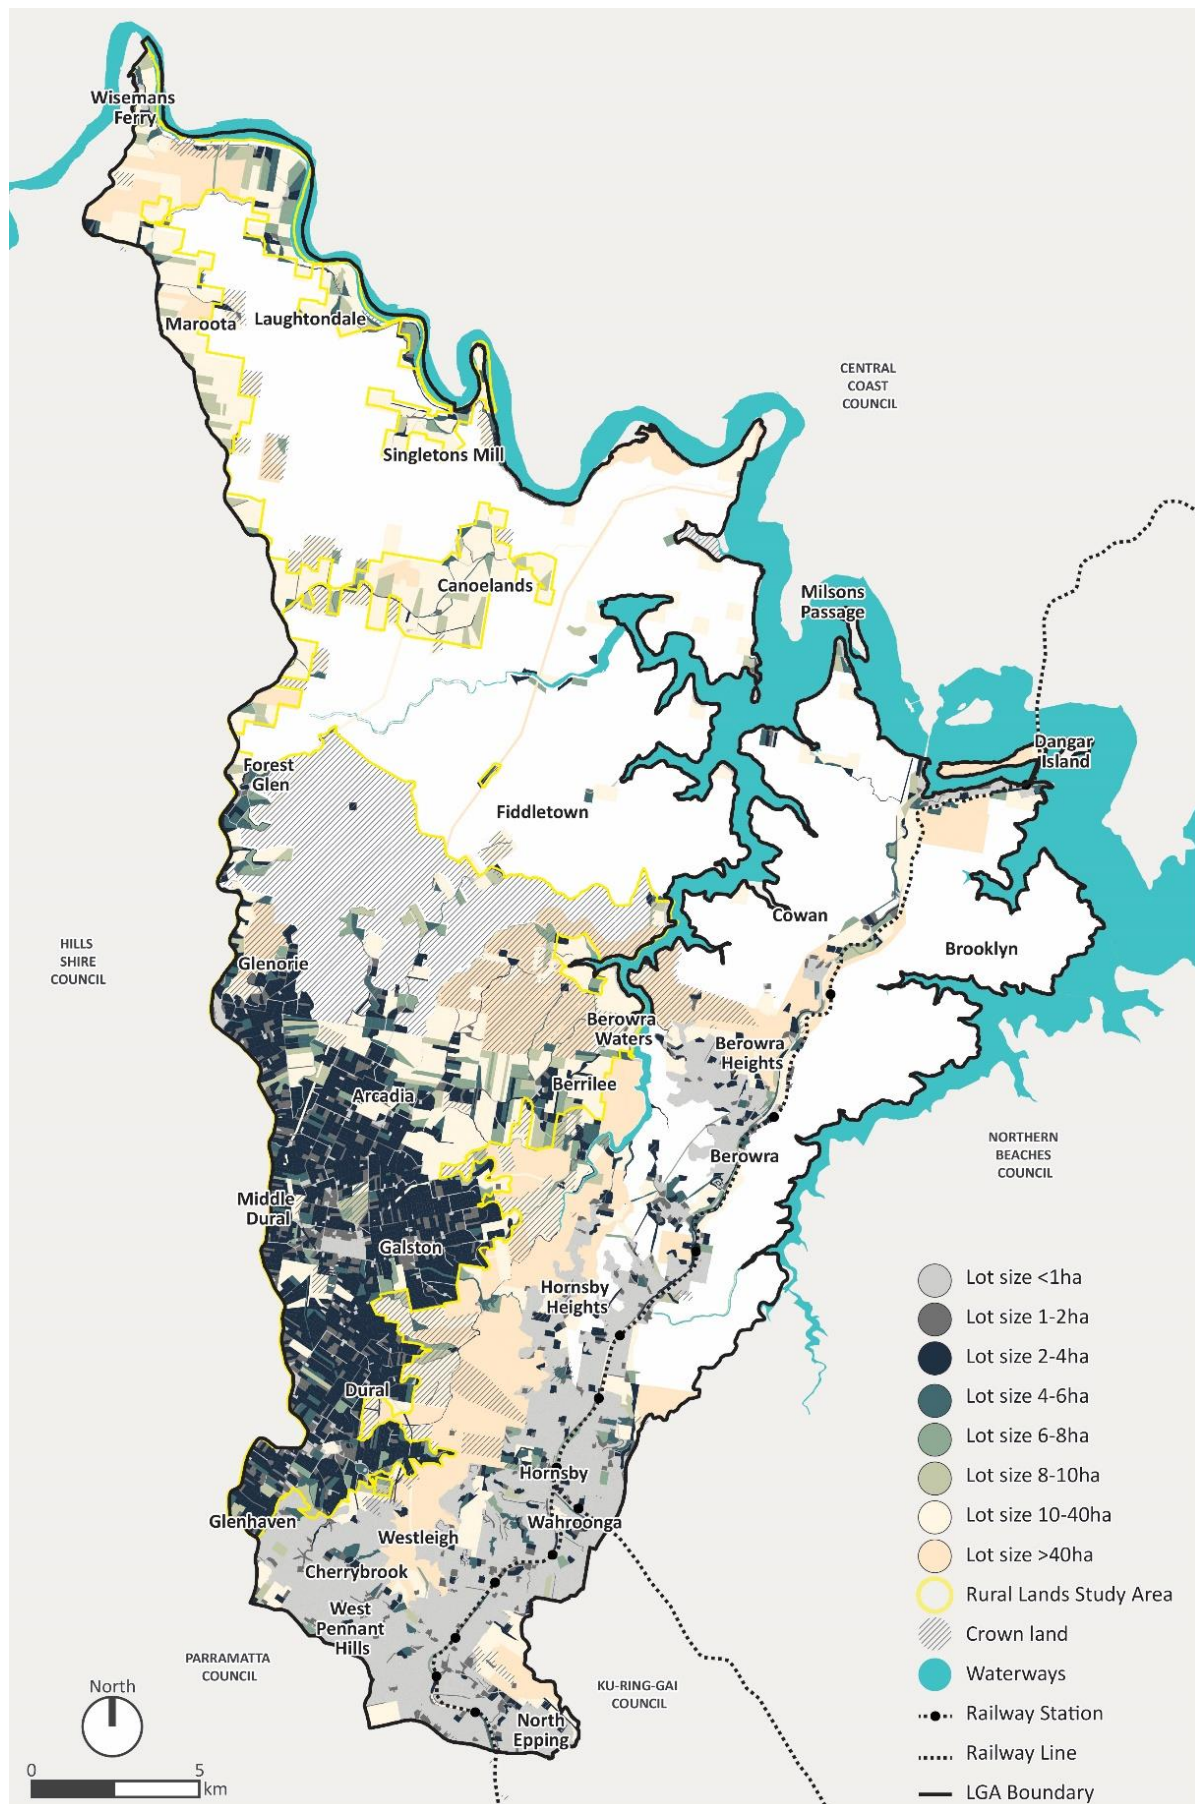 Wisemans
Ferry
Maroota
Laughtondale
CENTRAL
COAST
COUNCIL
Singletons Mill
Canoelands
Milsons
Passage
Dangar
Island
Forest
Glen
Fiddletown
Cowan
Brooklyn
HILLS
SHIRE
COUNCIL
Glenorie
Berowra
Waters
Berowra
Heights
Berrilee
Arcadia
NORTHERN
BEACHES
COUNCIL
Berowra
Middle
Dural
Galston
Hornsby
Heights
Dural
Hornsby
Glenhaven
Wahroonga
Westleigh
Cherrybrook
West
Pennant
Hills
PARRAMATTA
COUNCIL
KU-RING-GAI
COUNCIL
North
Epping
Lot size <1ha
Lot size 1-2ha
Lot size 2-4ha
Lot size 4-6ha
Lot size 6-8ha
Lot size 8-10ha
Lot size 10-40ha
Lot size >40ha
Rural Lands Study Area
Crown land
Waterways
Railway Station
Railway Line
LGA Boundary
North
0 5
km